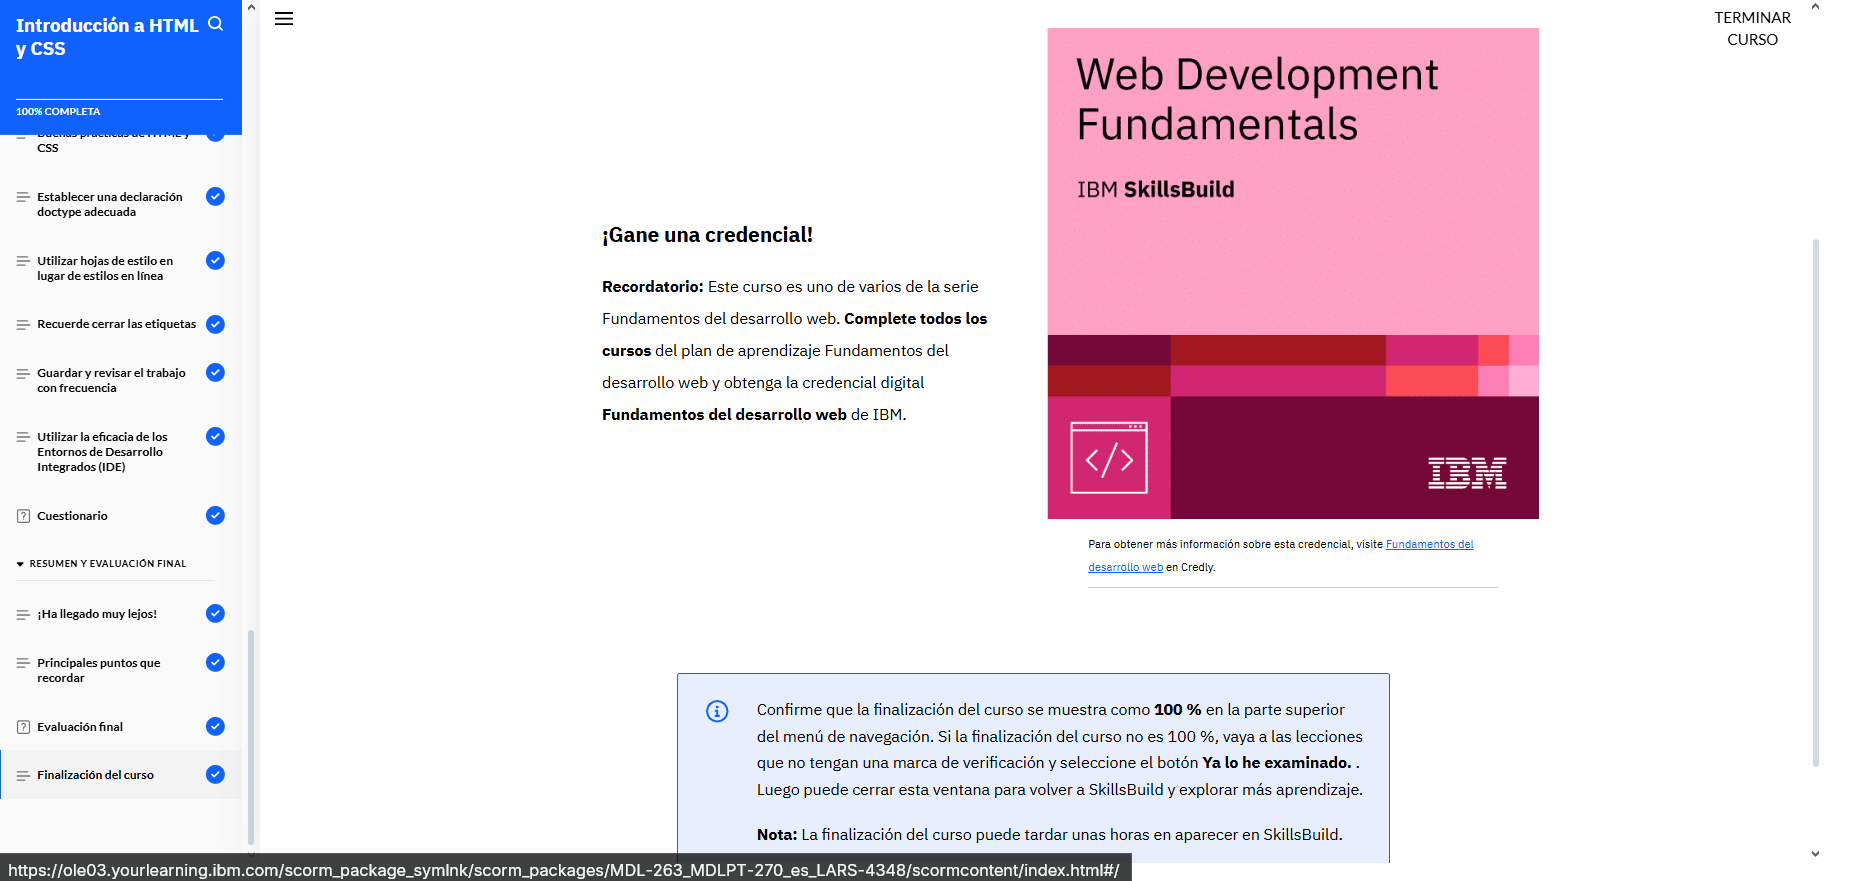 Introducción a HTML
y CSS
100% COMPLETA
Buenas prácticas de HTML y
CSS
Establecer una declaración
doctype adecuada
Utilizar hojas de estilo en
lugar de estilos en línea
Recuerde cerrar las etiquetas
Guardar y revisar el trabajo
con frecuencia
Utilizar la eficacia de los
Entornos de Desarrollo
Integrados (IDE)
Cuestionario
RESUMEN Y EVALUACIÓN FINAL
¡Ha llegado muy lejos!
Principales puntos que
recordar
Evaluación final
Finalización del curso
TERMINAR
CURSO
¡Gane una credencial!
Recordatorio: Este curso es uno de varios de la serie
Fundamentos del desarrollo web. Complete todos los
cursos del plan de aprendizaje Fundamentos del
desarrollo web y obtenga la credencial digital
Fundamentos del desarrollo web de IBM.
Web Development
Fundamentals
IBM SkillsBuild
</>
IBM
Para obtener más información sobre esta credencial, visite Fundamentos del
desarrollo web en Credly.
Confirme que la finalización del curso se muestra como 100 % en la parte superior
del menú de navegación. Si la finalización del curso no es 100 %, vaya a las lecciones
que no tengan una marca de verificación y seleccione el botón Ya lo he examinado. .
Luego puede cerrar esta ventana para volver a SkillsBuild y explorar más aprendizaje.
Nota: La finalización del curso puede tardar unas horas en aparecer en SkillsBuild.
https://ole03.yourlearning.ibm.com/scorm_package_symlnk/scorm_packages/MDL-263_MDLPT-270_es_LARS-4348/scormcontent/index.html#/